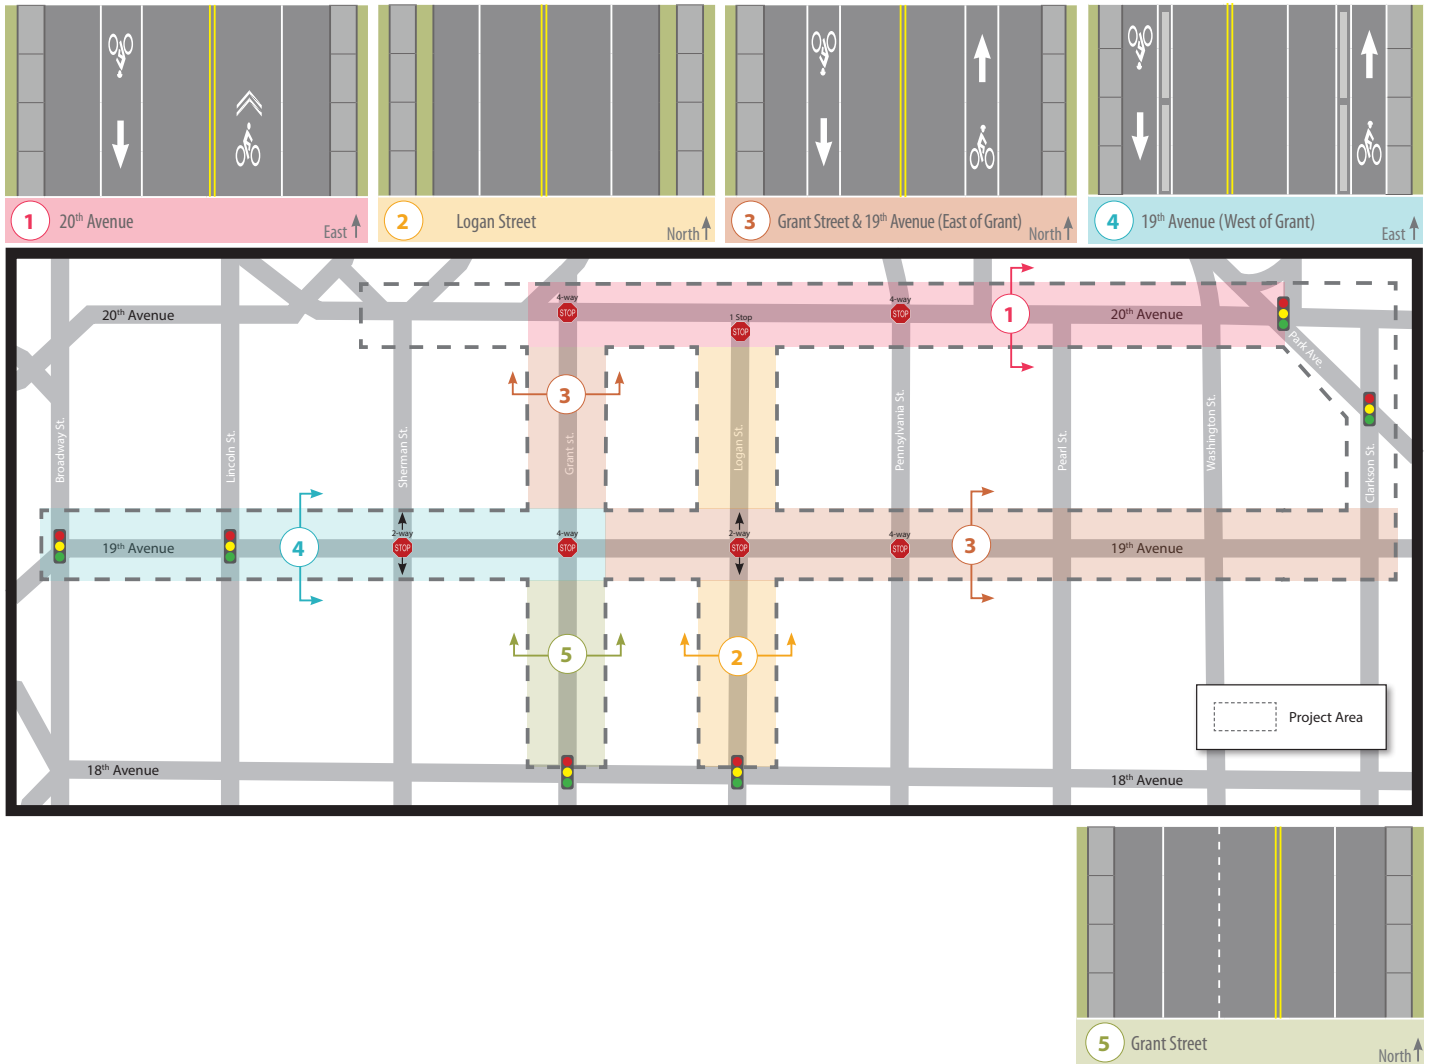 1 20th Avenue East
2 Logan Street North
3 Grant Street & 19th Avenue (East of Grant) North
4 19th Avenue (West of Grant) East
4-way
STOP
1 Stop
STOP
4-way
STOP
1
20th Avenue
20th Avenue
Park Ave.
3
Broadway St.
Lincoln St.
Sherman St.
Grant st.
Logan St.
Pennsylvania St.
Pearl St.
Washington St.
Clarkson St.
19th Avenue
4
2-way
STOP
4-way
STOP
2-way
STOP
4-way
STOP
3
19th Avenue
5
2
Project Area
18th Avenue
18th Avenue
5 Grant Street North